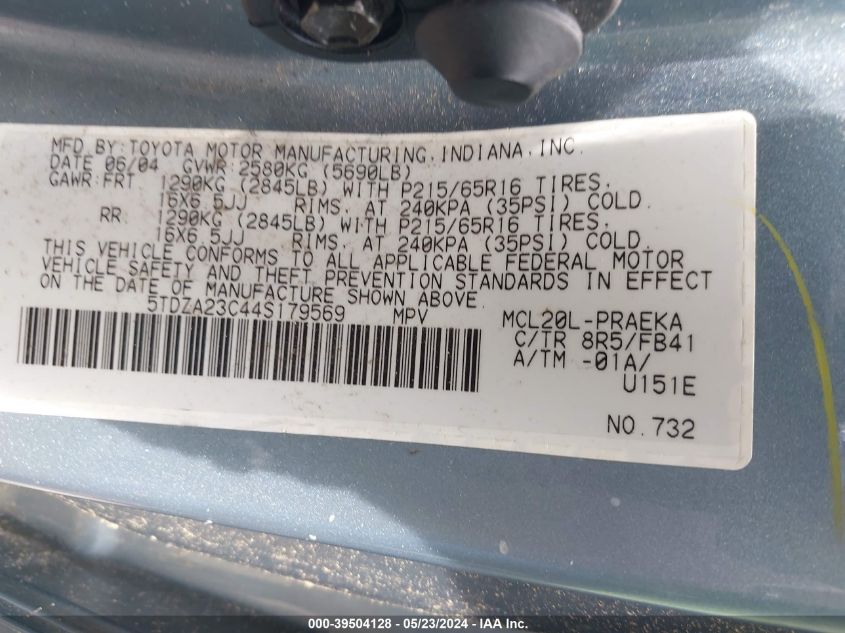 MFD. BY: TOYOTA MOTOR MANUFACTURING, INDIANA, INC.
DATE 06/04 GVWR 2580KG (5690LB)
GAWR:FRT 1290KG (2845LB) WITH P215/65R16 TIRES.
16X6.5JJ RIMS, AT 240KPA (35PSI) COLD.
RR 1290KG (2845LB) WITH P215/65R16 TIRES.
16X6.5JJ RIMS, AT 240KPA (35PSI) COLD.
THIS VEHICLE CONFORMS TO ALL APPLICABLE FEDERAL MOTOR
VEHICLE SAFETY AND THEFT PREVENTION STANDARDS IN EFFECT
ON THE DATE OF MANUFACTURE SHOWN ABOVE.
5TDZA23C44S179569 MPV
MCL20L-PRAEKA
C/TR 8R5/FB41
A/TM -01A/
U151E
NO. 732
000-39504128 - 05/23/2024 - IAA Inc.